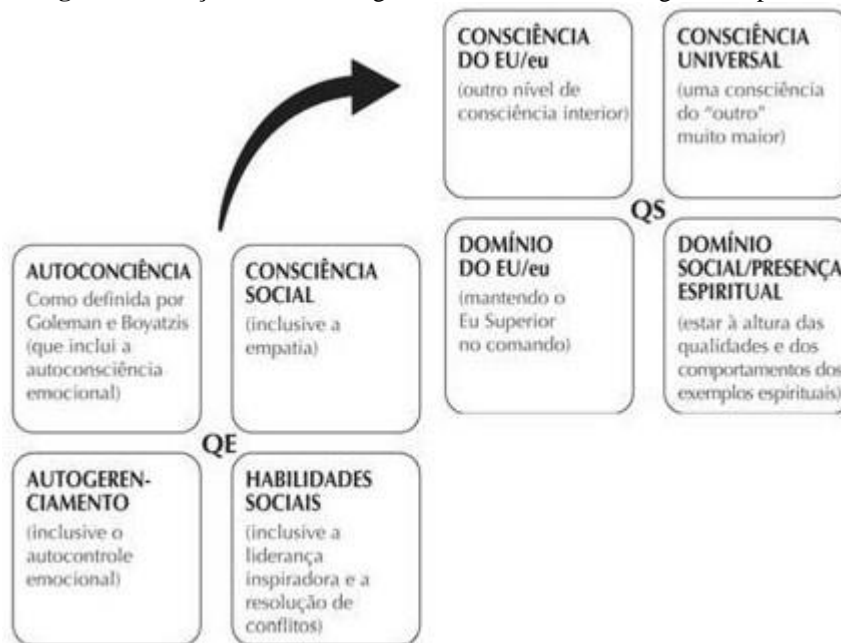 CONSCIÊNCIA
DO EU/eu
(outro nível de
consciência interior)
CONSCIÊNCIA
UNIVERSAL
(uma consciência
do "outro"
muito maior)
QS
DOMÍNIO
DO EU/eu
(mantendo o
Eu Superior
no comando)
DOMÍNIO
SOCIAL/PRESENÇA
ESPIRITUAL
(estar à altura das
qualidades e dos
comportamentos dos
exemplos espirituais)
AUTOCONCIÊNCIA
Como definida por
Goleman e Boyatzis
(que inclui a
autoconsciência
emocional)
CONSCIÊNCIA
SOCIAL
(inclusive a
empatia)
QE
AUTOGEREN-
CIAMENTO
(inclusive o
autocontrole
emocional)
HABILIDADES
SOCIAIS
(inclusive a
liderança
inspiradora e a
resolução de
conflitos)